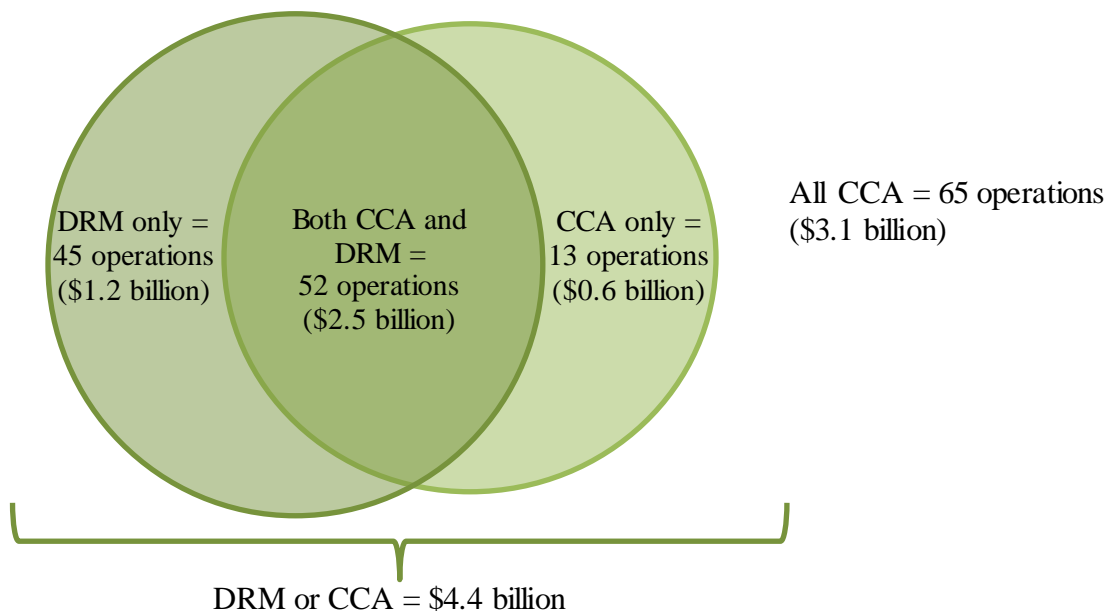 DRM only =
45 operations
($1.2 billion)
Both CCA and
DRM =
52 operations
($2.5 billion)
CCA only =
13 operations
($0.6 billion)
All CCA = 65 operations
($3.1 billion)
DRM or CCA = $4.4 billion